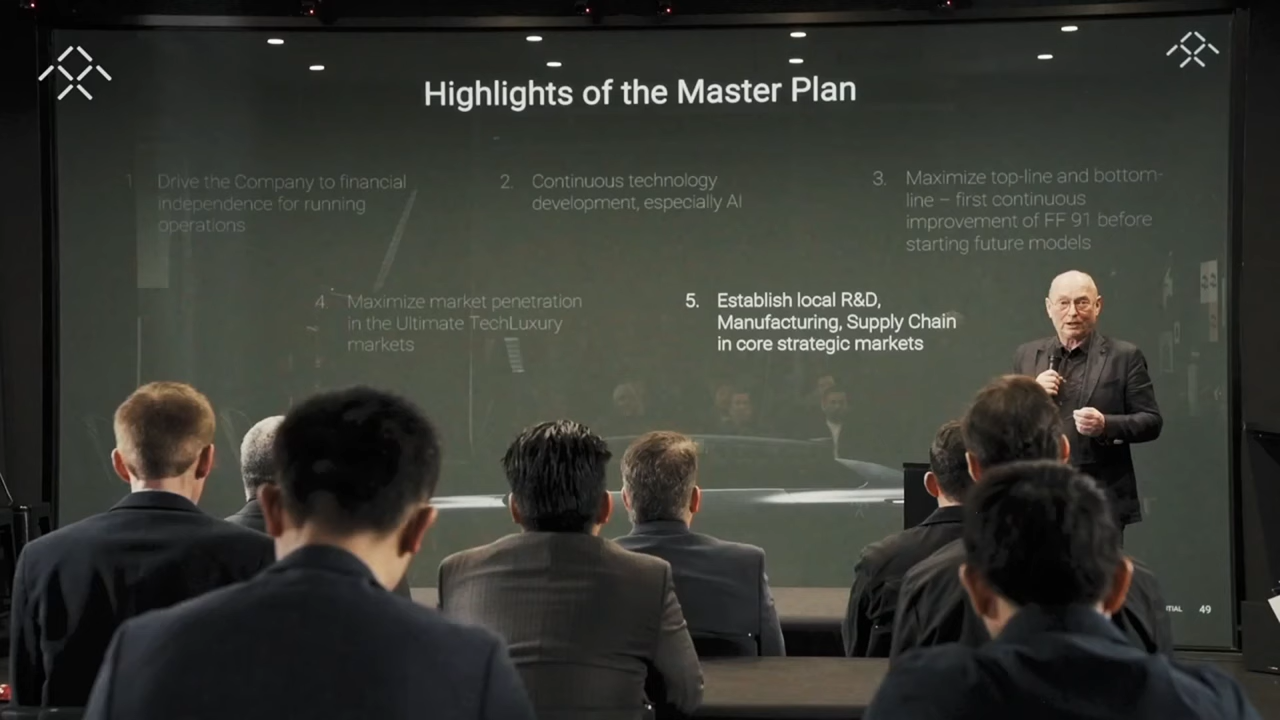 Highlights of the Master Plan
1. Drive the Company to financial
independence for running
operations
2. Continuous technology
development, especially AI
3. Maximize top-line and bottom-
line – first continuous
improvement of FF 91 before
starting future models
4. Maximize market penetration
in the Ultimate TechLuxury
markets
5. Establish local R&D,
Manufacturing, Supply Chain
in core strategic markets
49